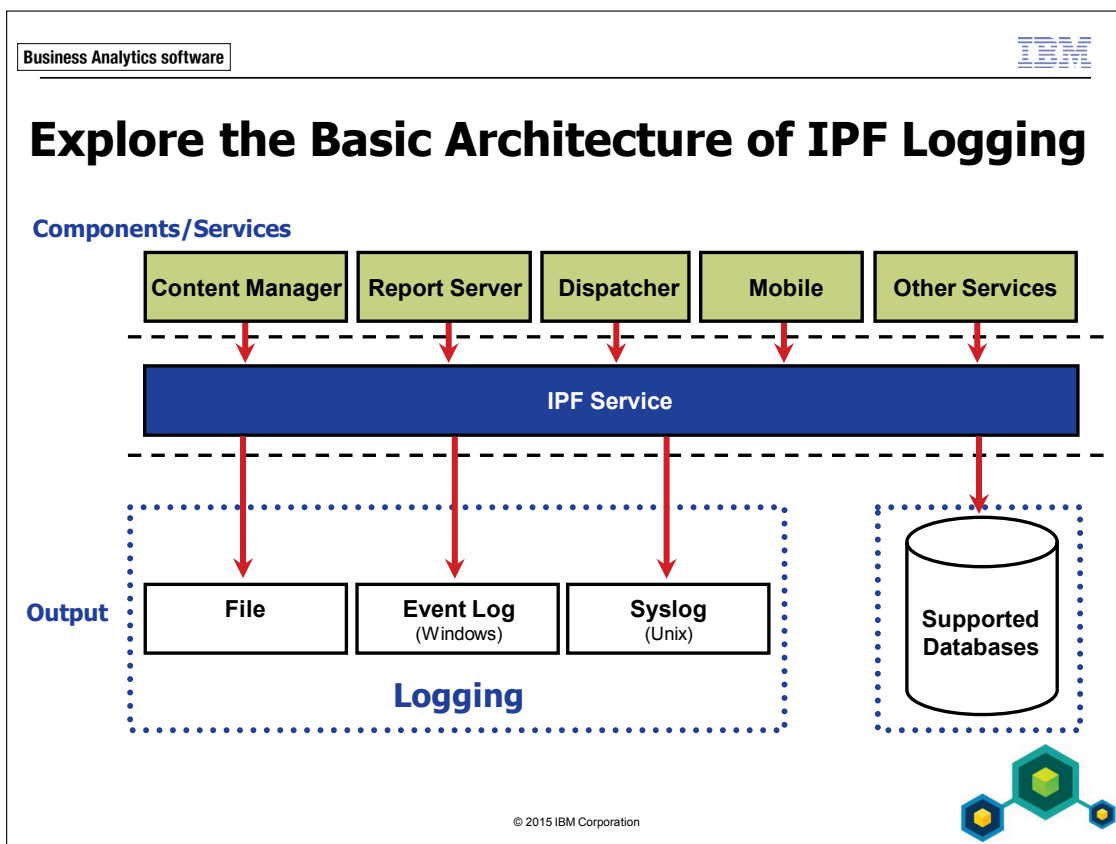 Business Analytics software
IBM
Explore the Basic Architecture of IPF Logging
Components/Services
Content Manager
Report Server
Dispatcher
Mobile
Other Services
IPF Service
Output
File
Event Log
(Windows)
Syslog
(Unix)
Logging
Supported
Databases
© 2015 IBM Corporation